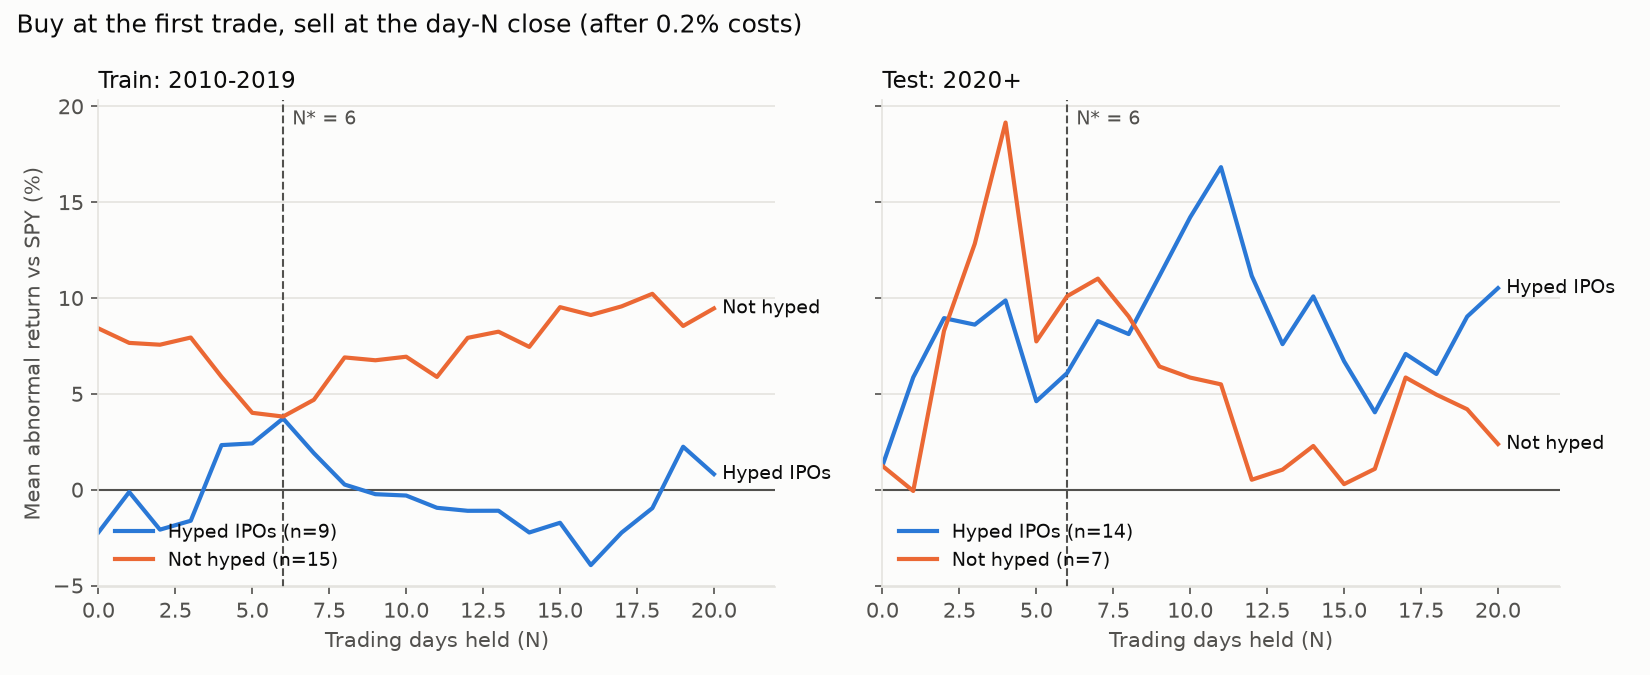 Buy at the first trade, sell at the day-N close (after 0.2% costs)
Train: 2010-2019
Mean abnormal return vs SPY (%)
20
15
10
5
0
−5
N* = 6
Not hyped
Hyped IPOs
Hyped IPOs (n=9)
Not hyped (n=15)
0.0 2.5 5.0 7.5 10.0 12.5 15.0 17.5 20.0
Trading days held (N)
Test: 2020+
N* = 6
Hyped IPOs
Not hyped
Hyped IPOs (n=14)
Not hyped (n=7)
0.0 2.5 5.0 7.5 10.0 12.5 15.0 17.5 20.0
Trading days held (N)